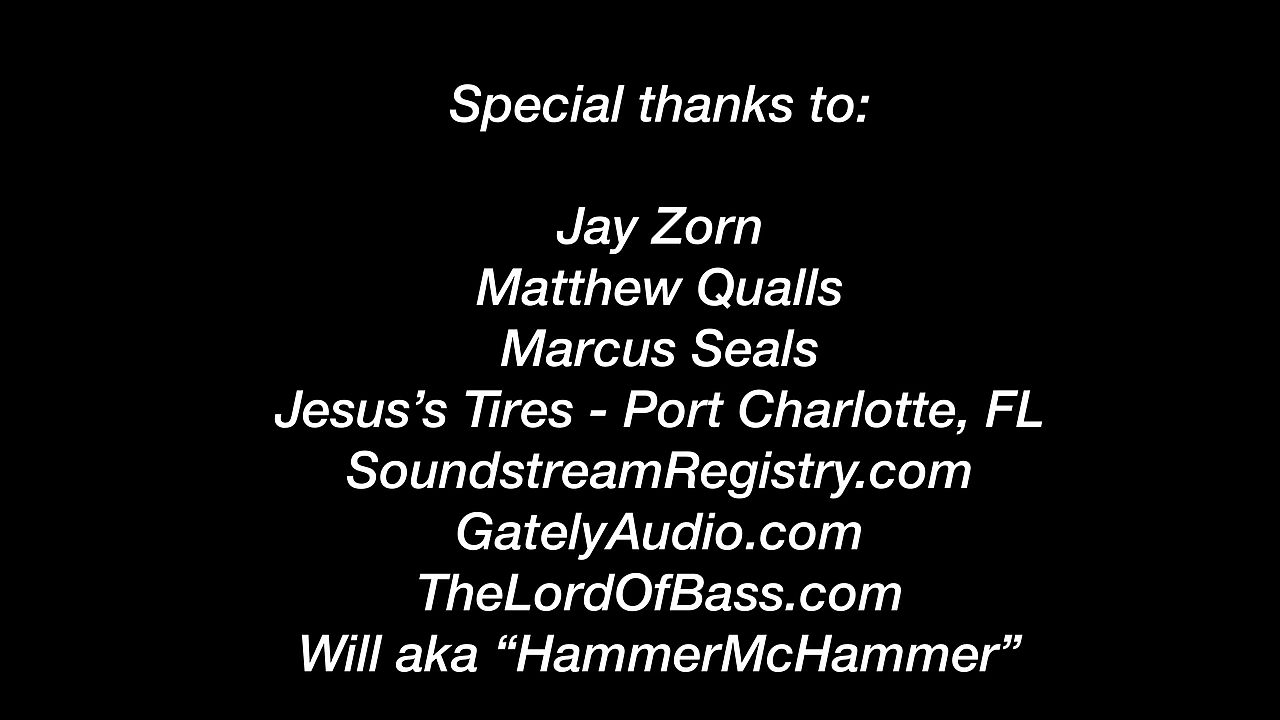 Special thanks to:
Jay Zorn
Matthew Qualls
Marcus Seals
Jesus’s Tires - Port Charlotte, FL
SoundstreamRegistry.com
GatelyAudio.com
TheLordOfBass.com
Will aka “HammerMcHammer”